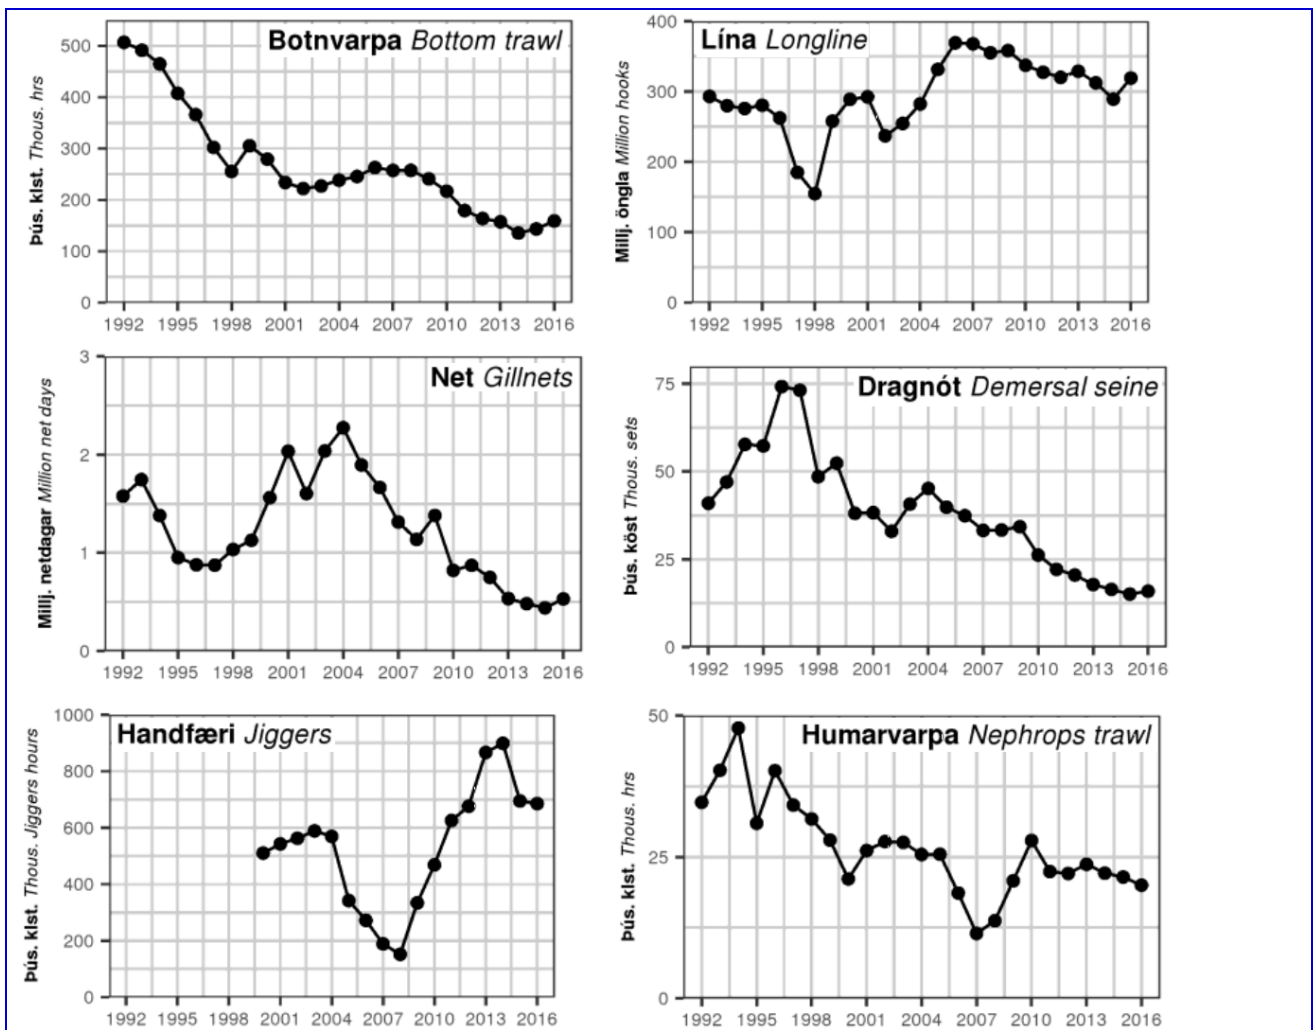 Botnvarpa Bottom trawl
Þús. klst. Thous. hrs
500
400
300
200
100
0
1992 1995 1998 2001 2004 2007 2010 2013 2016
Lína Longline
Millj. öngla Million hooks
400
300
200
100
0
1992 1995 1998 2001 2004 2007 2010 2013 2016
Net Gillnets
Millj. netdagar Million net days
3
2
1
0
1992 1995 1998 2001 2004 2007 2010 2013 2016
Dragnót Demersal seine
Þús. köst Thous. sets
75
50
25
0
1992 1995 1998 2001 2004 2007 2010 2013 2016
Handfæri Jiggers
Þús. klst. Thous. Jiggers hours
1000
800
600
400
200
0
1992 1995 1998 2001 2004 2007 2010 2013 2016
Humarvarpa Nephrops trawl
Þús. klst. Thous. hrs
50
25
0
1992 1995 1998 2001 2004 2007 2010 2013 2016